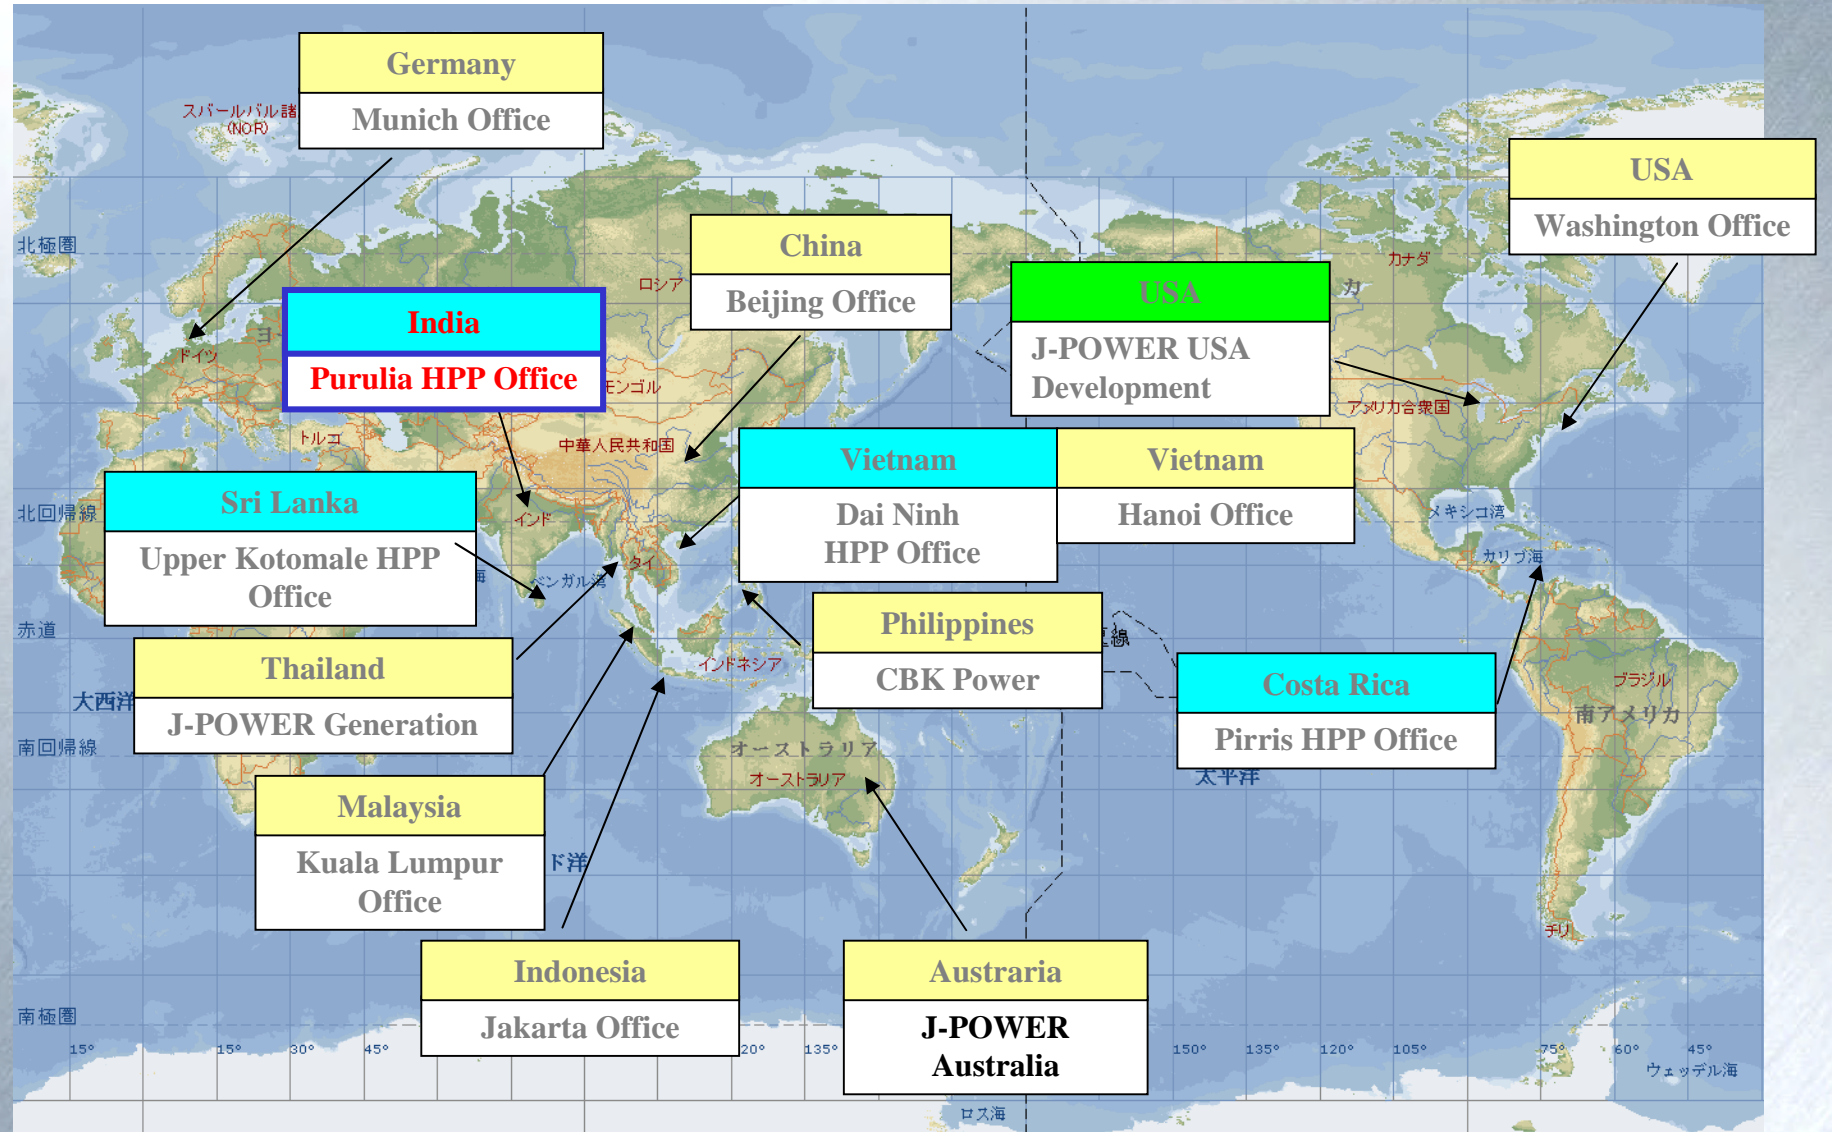 Germany
Munich Office
スバールバル諸
(NOR)
USA
Washington Office
China
Beijing Office
北極圏
ロシア
カナダ
USA
J-POWER USA
Development
カ
India
Purulia HPP Office
ヨ
ドイツ
モンゴル
アメリカ合衆国
トルコ
中華人民共和国
Vietnam
Dai Ninh
HPP Office
Vietnam
Hanoi Office
Sri Lanka
Upper Kotomale HPP
Office
北回帰線
インド
メキシコ湾
カリブ海
タイ
ベンガル湾
海
赤道
Philippines
CBK Power
線
Thailand
J-POWER Generation
インドネシア
Costa Rica
Pirris HPP Office
ブラジル
南アメリカ
大西洋
南回帰線
オーストラリア
オーストラリア
太平洋
Malaysia
Kuala Lumpur
Office
ド洋
チリ
Indonesia
Jakarta Office
Austraria
J-POWER
Australia
南極圏
15° 15° 30° 45° 20° 135° 150° 135° 120° 105° 75° 60° 45°
ウェッデル海
ロス海